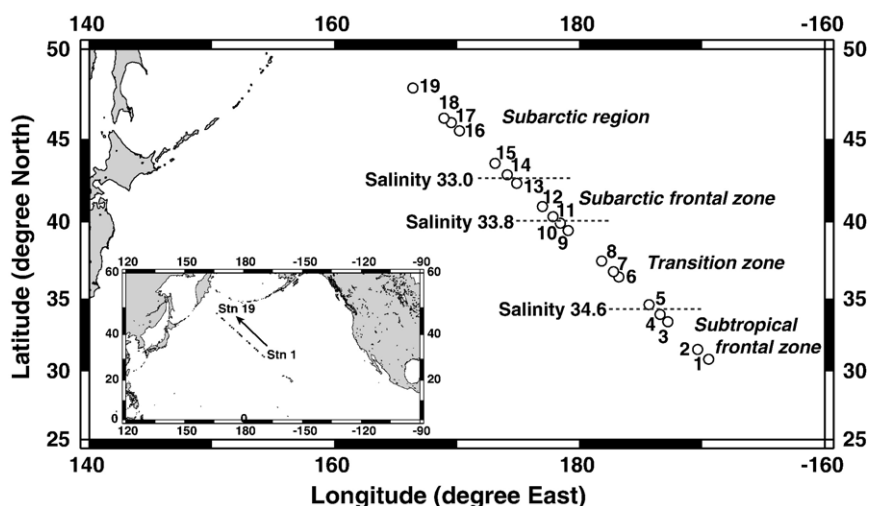 140 160 180 -160
50 50
19
18
17 Subarctic region
16
45 45
15
14
Salinity 33.0
13
12 Subarctic frontal zone
11
Salinity 33.8
40 10 40
9
8
7 Transition zone
6
35 5 35
Salinity 34.6
4 Subtropical
3 frontal zone
2
1
30 30
25 25
140 160 180 -160
Latitude (degree North)
Longitude (degree East)
120 150 180 -150 -120 -90
60 60
Stn 19
40 40
Stn 1
20 20
0 0 0
120 150 180 -150 -120 -90